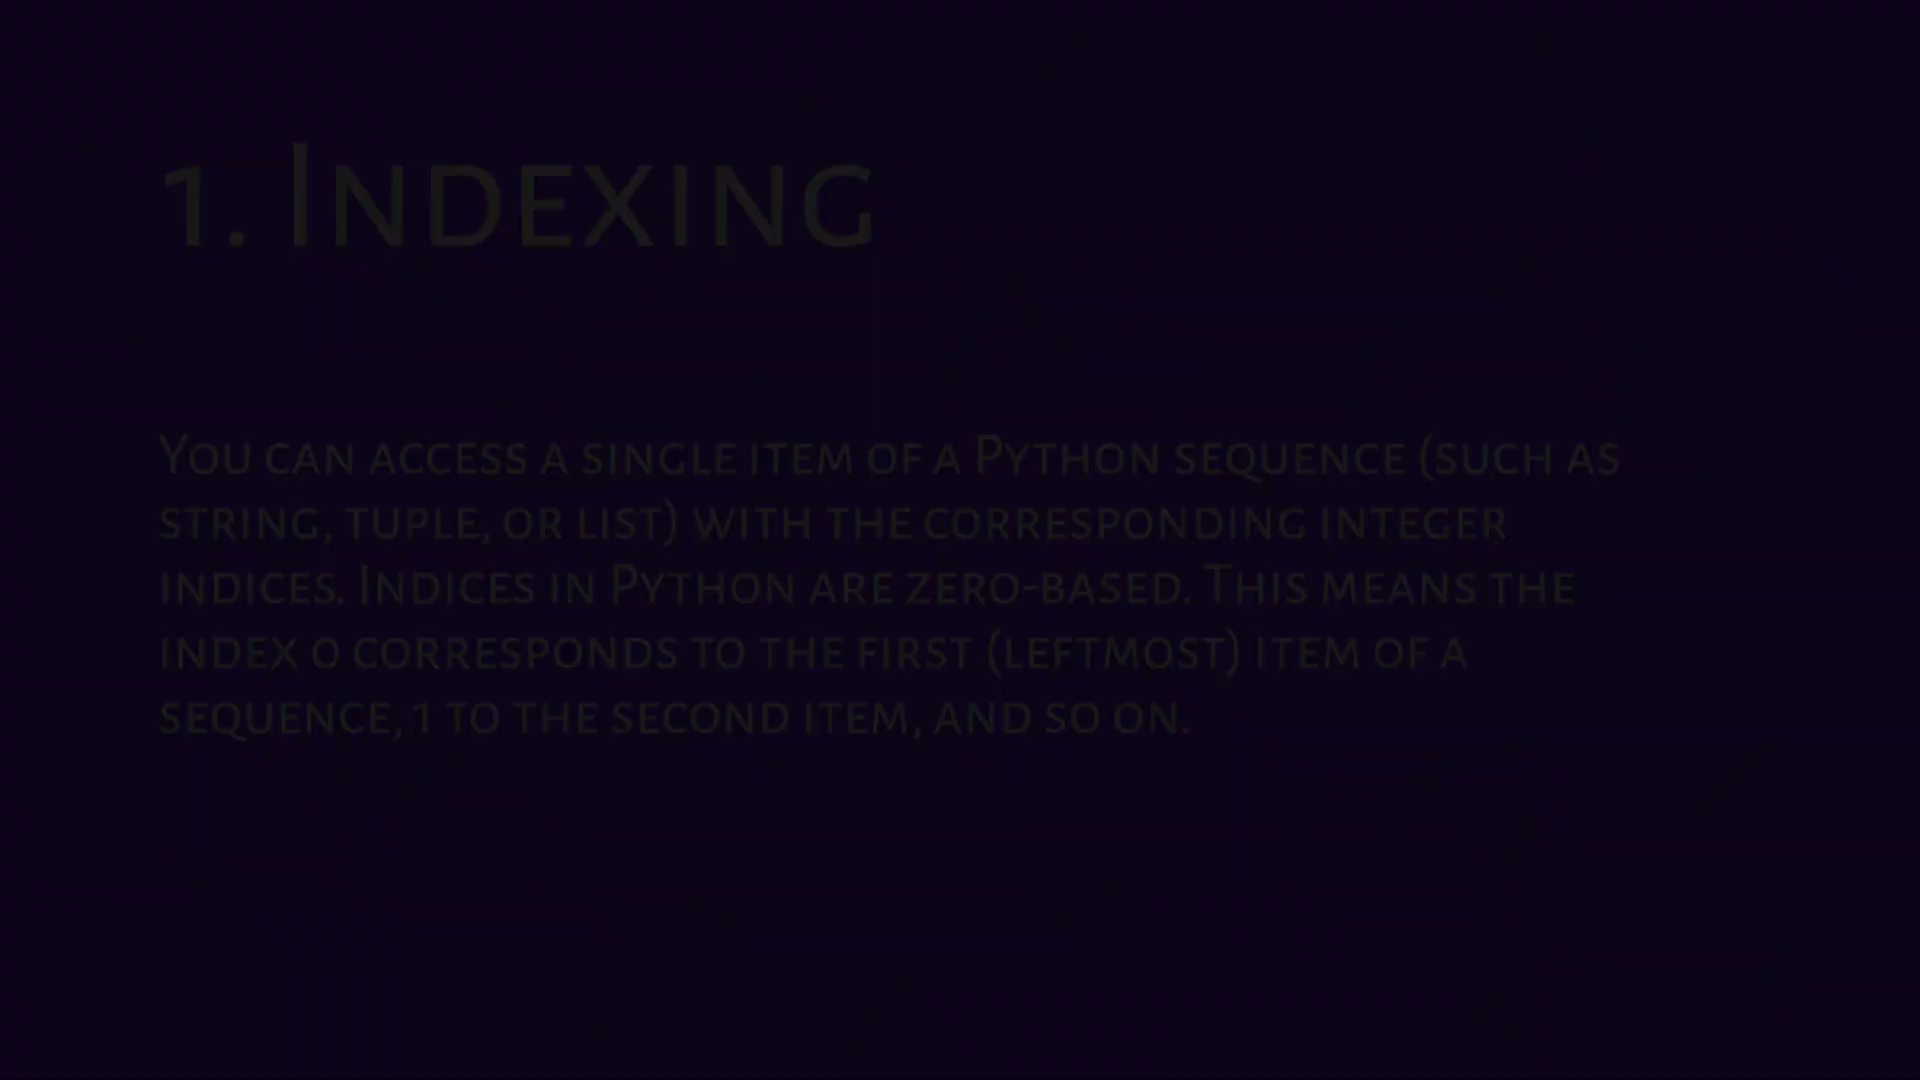 1. Indexing
You can access a single item of a Python sequence (such as
string, tuple, or list) with the corresponding integer
indices. Indices in Python are zero-based. This means the
index 0 corresponds to the first (leftmost) item of a
sequence, 1 to the second item, and so on.